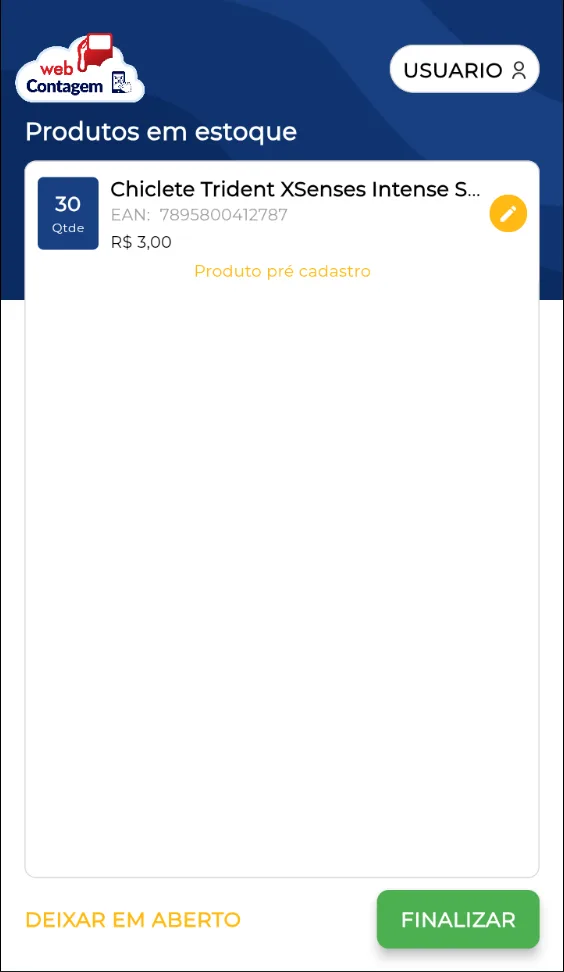 web
Contagem
USUARIO
Produtos em estoque
30
Qtde
Chiclete Trident XSenses Intense S...
EAN: 7895800412787
R$ 3,00
Produto pré cadastro
DEIXAR EM ABERTO
FINALIZAR